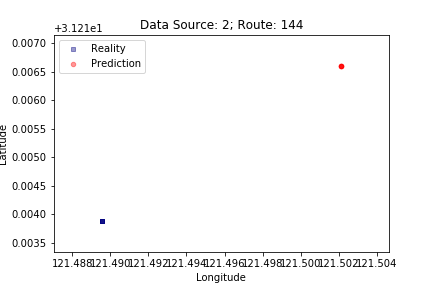 Data Source: 2; Route: 144
+3.121e1
0.0070
0.0065
0.0060
0.0055
0.0050
0.0045
0.0040
0.0035
Latitude
Reality
Prediction
121.488 121.490 121.492 121.494 121.496 121.498 121.500 121.502 121.504
Longitude